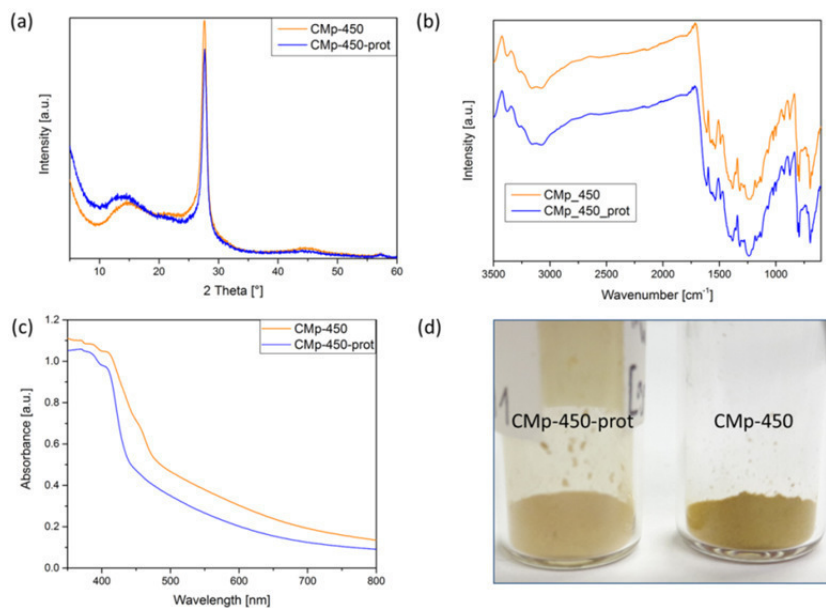 (a)
CMp-450
CMp-450-prot
Intensity [a.u.]
10 20 30 40 50 60
2 Theta [°]
(b)
CMp_450
CMp_450_prot
Intensity [a.u.]
3500 3000 2500 2000 1500 1000
Wavenumber [cm⁻¹]
(c)
CMp-450
CMp-450-prot
Absorbance [a.u.]
1.2
1.0
0.8
0.6
0.4
0.2
0.0
400 500 600 700 800
Wavelength [nm]
(d)
CMp-450-prot
CMp-450